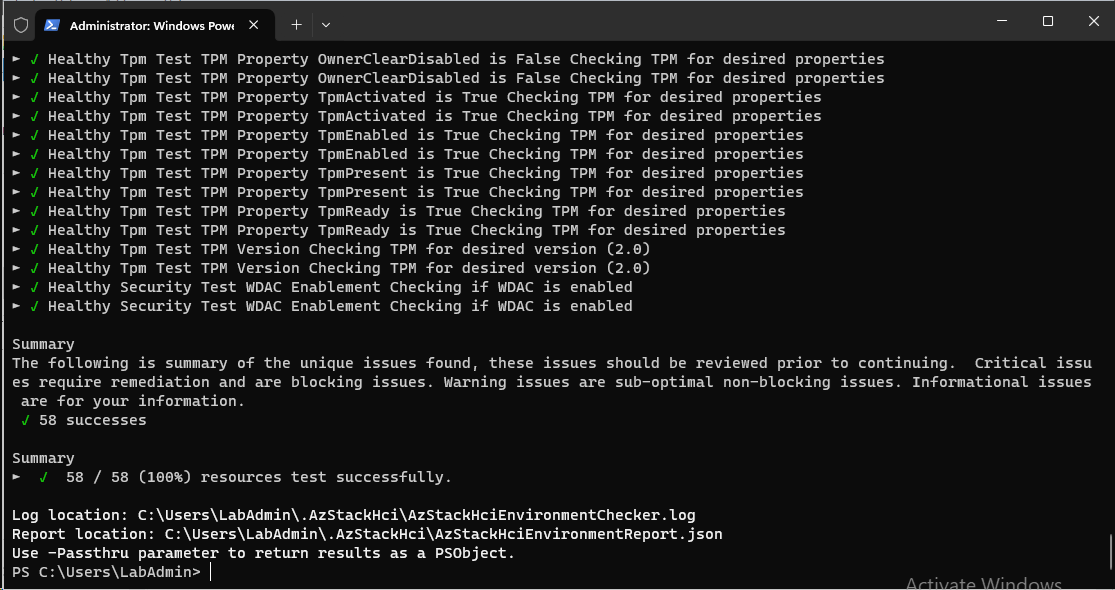 Administrator: Windows Powe
► ✓ Healthy Tpm Test TPM Property OwnerClearDisabled is False Checking TPM for desired properties
► ✓ Healthy Tpm Test TPM Property OwnerClearDisabled is False Checking TPM for desired properties
► ✓ Healthy Tpm Test TPM Property TpmActivated is True Checking TPM for desired properties
► ✓ Healthy Tpm Test TPM Property TpmActivated is True Checking TPM for desired properties
► ✓ Healthy Tpm Test TPM Property TpmEnabled is True Checking TPM for desired properties
► ✓ Healthy Tpm Test TPM Property TpmEnabled is True Checking TPM for desired properties
► ✓ Healthy Tpm Test TPM Property TpmPresent is True Checking TPM for desired properties
► ✓ Healthy Tpm Test TPM Property TpmPresent is True Checking TPM for desired properties
► ✓ Healthy Tpm Test TPM Property TpmReady is True Checking TPM for desired properties
► ✓ Healthy Tpm Test TPM Property TpmReady is True Checking TPM for desired properties
► ✓ Healthy Tpm Test TPM Version Checking TPM for desired version (2.0)
► ✓ Healthy Tpm Test TPM Version Checking TPM for desired version (2.0)
► ✓ Healthy Security Test WDAC Enablement Checking if WDAC is enabled
► ✓ Healthy Security Test WDAC Enablement Checking if WDAC is enabled
Summary
The following is summary of the unique issues found, these issues should be reviewed prior to continuing.  Critical issu
es require remediation and are blocking issues. Warning issues are sub-optimal non-blocking issues. Informational issues
are for your information.
✓ 58 successes
Summary
► ✓ 58 / 58 (100%) resources test successfully.
Log location: C:\Users\LabAdmin\.AzStackHci\AzStackHciEnvironmentChecker.log
Report location: C:\Users\LabAdmin\.AzStackHci\AzStackHciEnvironmentReport.json
Use -Passthru parameter to return results as a PSObject.
PS C:\Users\LabAdmin>
Activate Windows